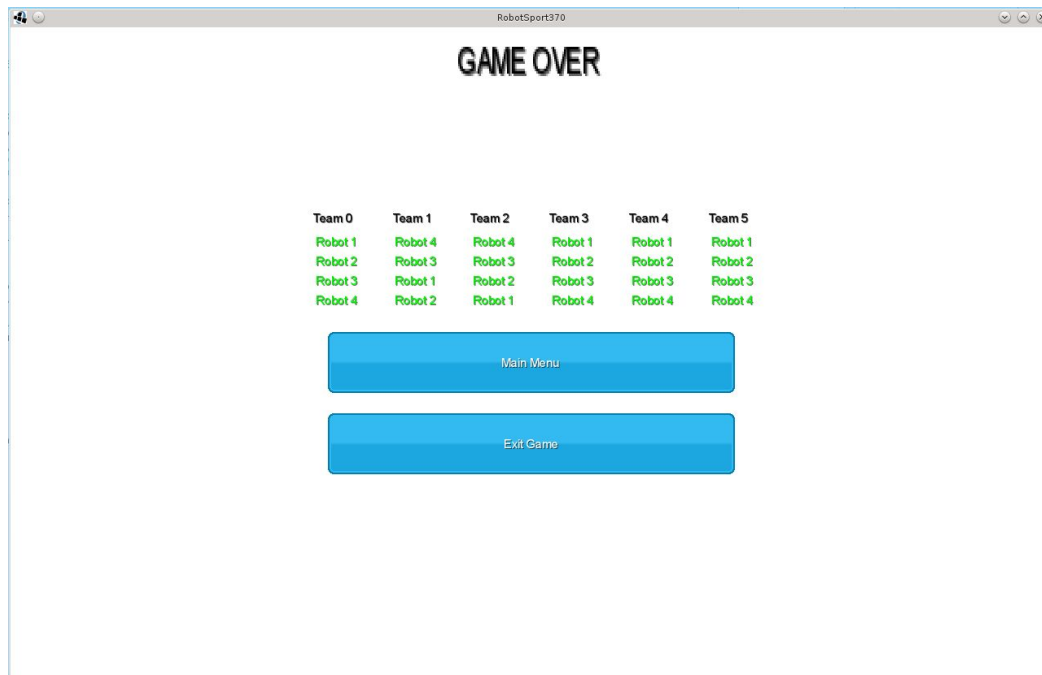 RobotSport370
GAME OVER
Team 0 Team 1 Team 2 Team 3 Team 4 Team 5
Robot 1 Robot 4 Robot 4 Robot 1 Robot 1 Robot 1
Robot 2 Robot 3 Robot 3 Robot 2 Robot 2 Robot 2
Robot 3 Robot 1 Robot 2 Robot 3 Robot 3 Robot 3
Robot 4 Robot 2 Robot 1 Robot 4 Robot 4 Robot 4
Main Menu
Exit Game